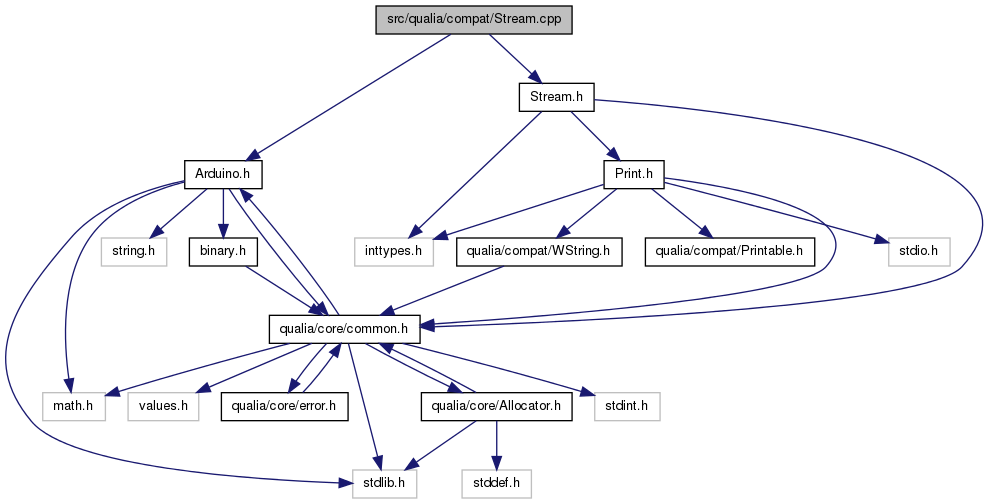 src/qualia/compat/Stream.cpp
Stream.h
Arduino.h
Print.h
string.h
binary.h
inttypes.h
qualia/compat/WString.h
qualia/compat/Printable.h
stdio.h
qualia/core/common.h
math.h
values.h
qualia/core/error.h
qualia/core/Allocator.h
stdint.h
stdlib.h
stddef.h